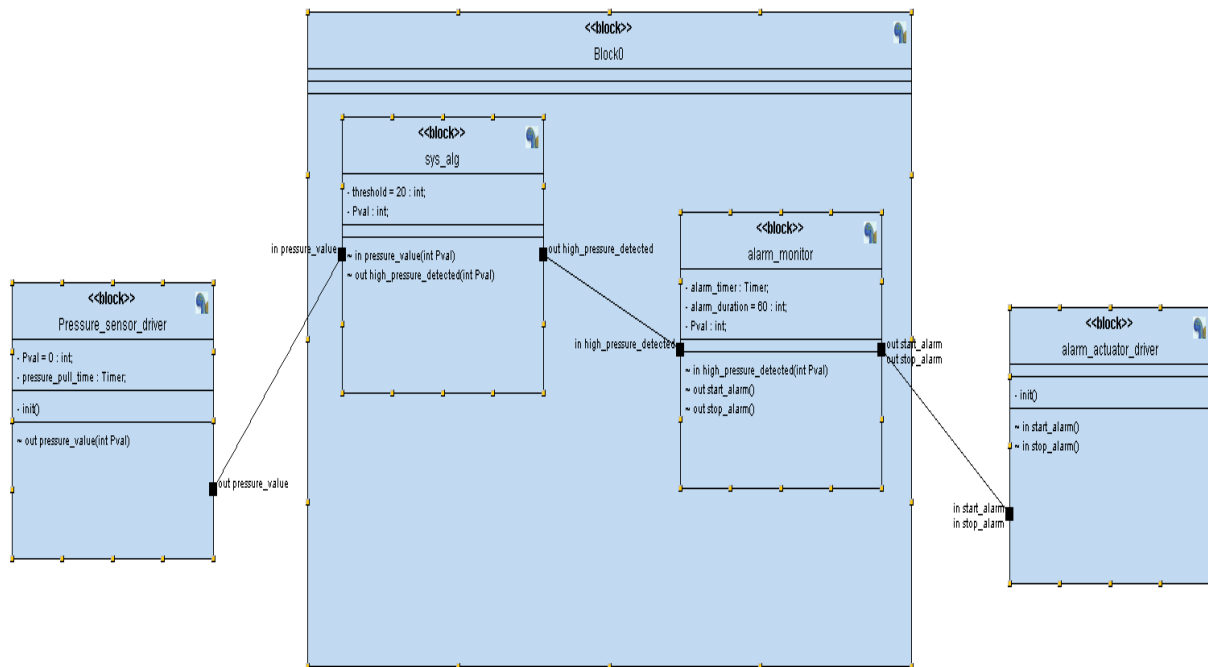 <<block>>
Block0
<<block>>
sys_alg
- threshold = 20 : int;
- Pval : int;
in pressure_value
~ in pressure_value(int Pval)
~ out high_pressure_detected(int Pval)
out high_pressure_detected
<<block>>
alarm_monitor
- alarm_timer : Timer;
- alarm_duration = 60 : int;
- Pval : int;
in high_pressure_detected
~ in high_pressure_detected(int Pval)
~ out start_alarm()
~ out stop_alarm()
out start_alarm
out stop_alarm
<<block>>
Pressure_sensor_driver
- Pval = 0 : int;
- pressure_pull_time : Timer;
- init()
~ out pressure_value(int Pval)
out pressure_value
<<block>>
alarm_actuator_driver
- init()
~ in start_alarm()
~ in stop_alarm()
in start_alarm
in stop_alarm